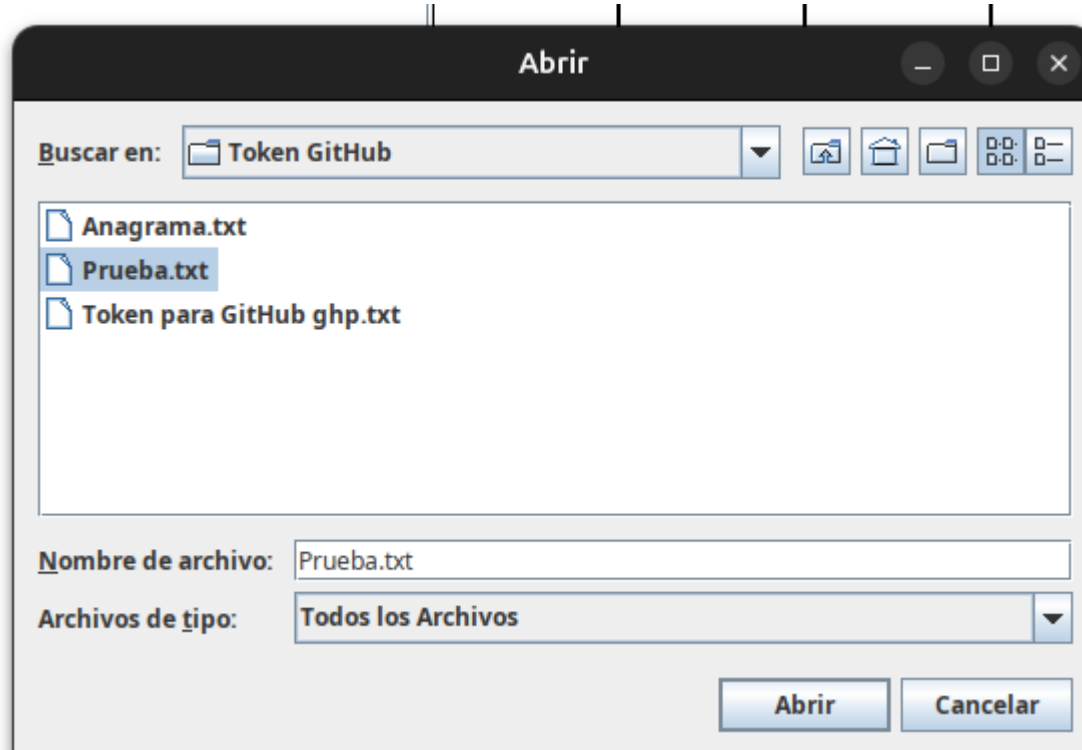 Abrir
Buscar en: Token GitHub
Anagrama.txt
Prueba.txt
Token para GitHub ghp.txt
Nombre de archivo: Prueba.txt
Archivos de tipo: Todos los Archivos
Abrir Cancelar